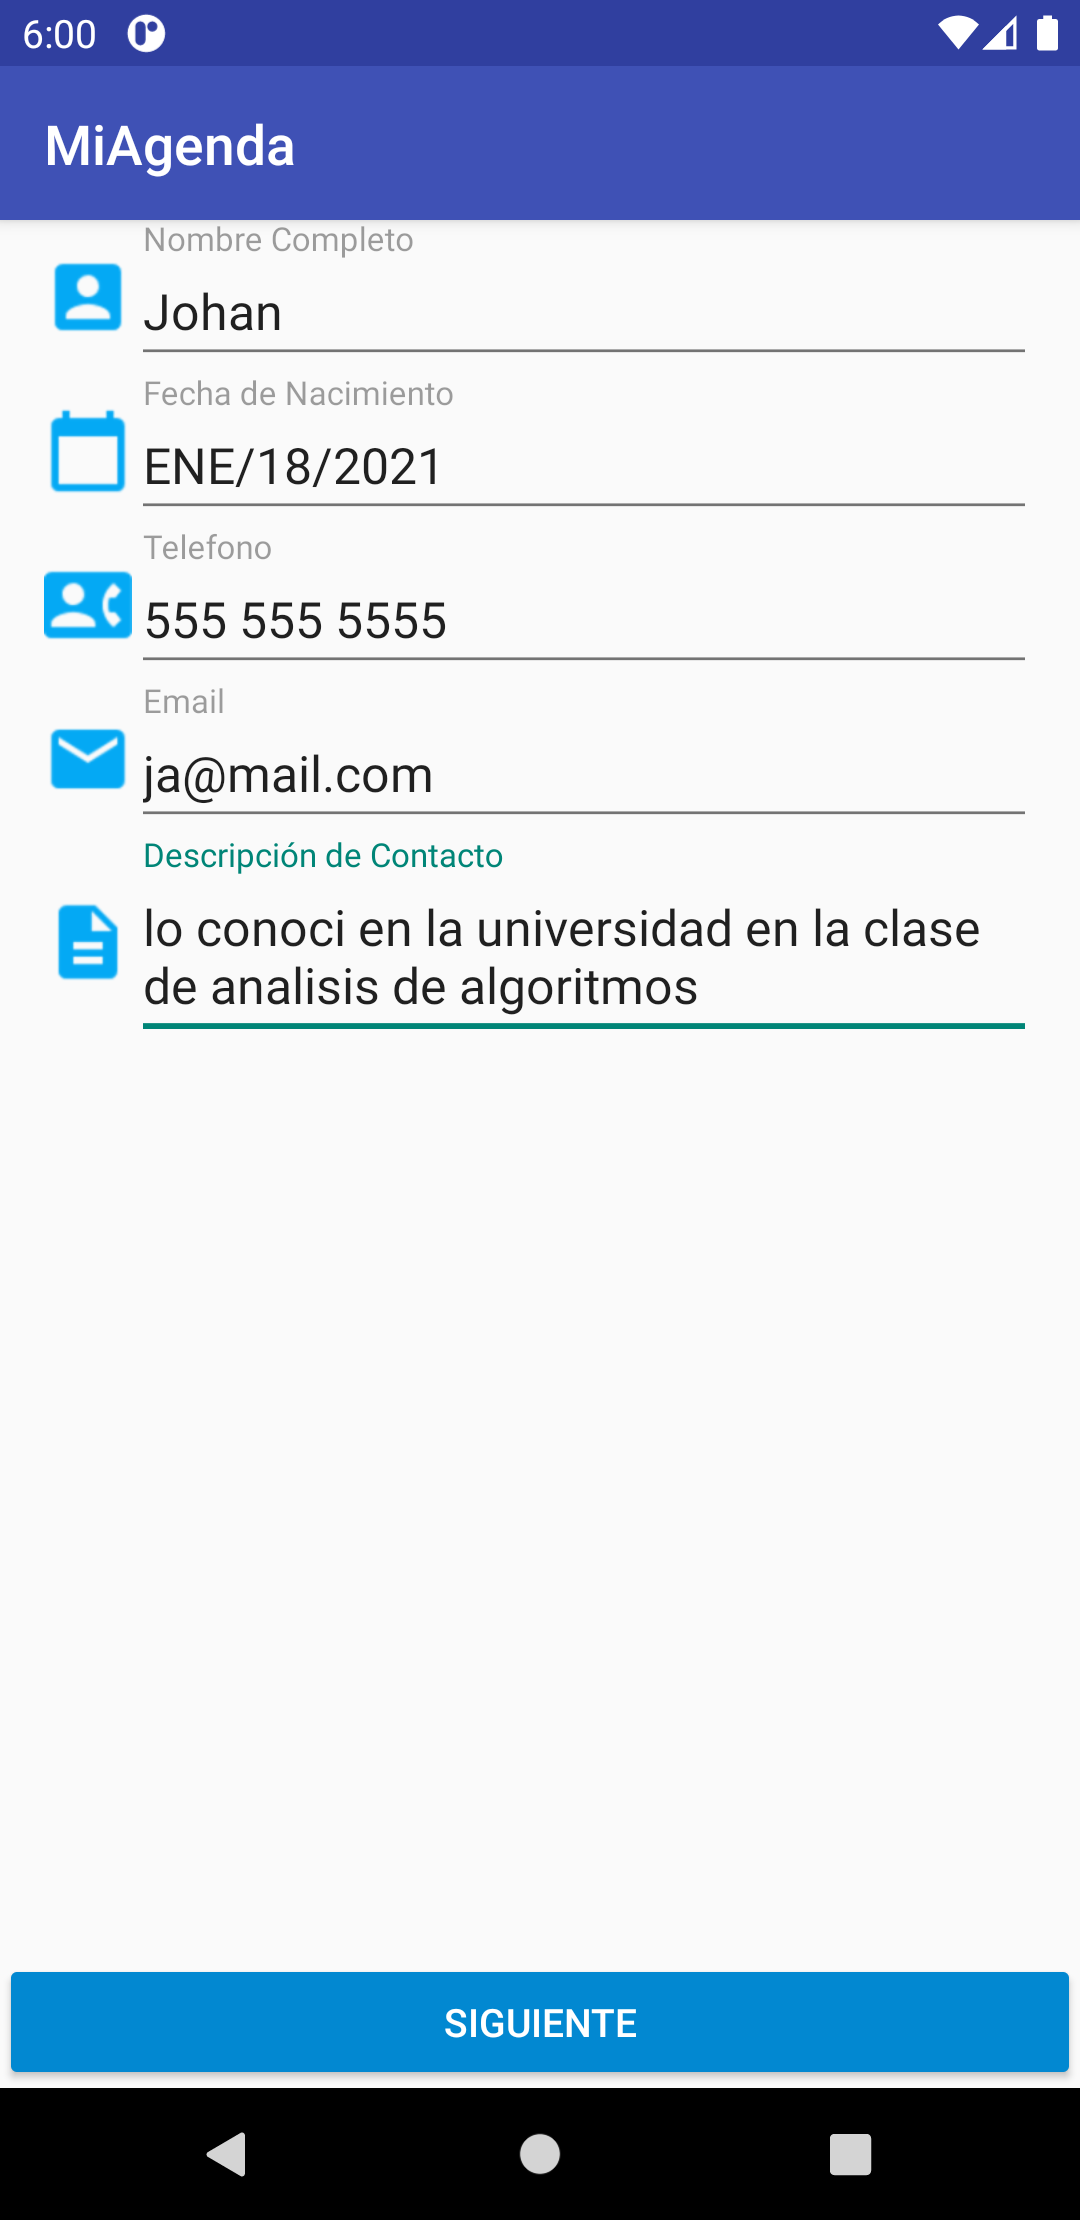 6:00
MiAgenda
Nombre Completo
Johan
Fecha de Nacimiento
ENE/18/2021
Telefono
555 555 5555
Email
ja@mail.com
Descripción de Contacto
lo conoci en la universidad en la clase
de analisis de algoritmos
SIGUIENTE